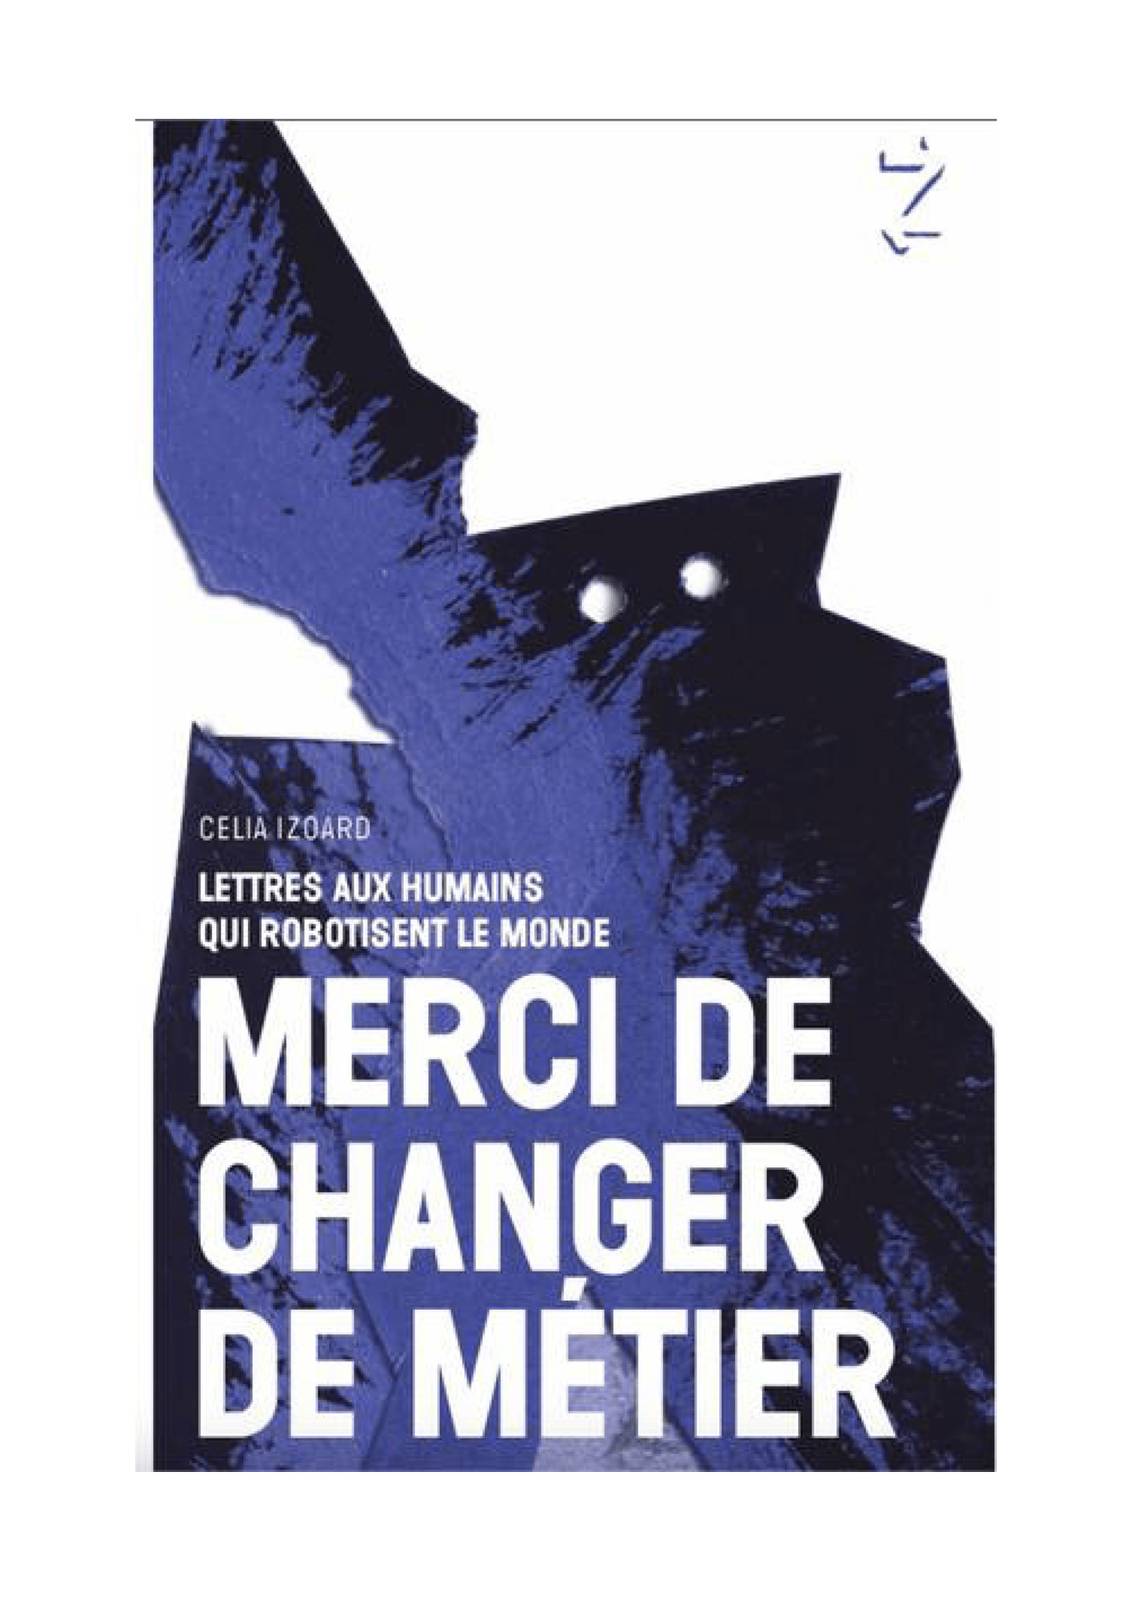 CELIA IZOARD
LETTRES AUX HUMAINS
QUI ROBOTISENT LE MONDE
MERCI DE
CHANGER
DE MÉTIER